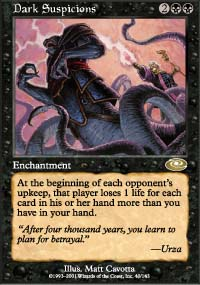 Dark Suspicions 2
Enchantment
At the beginning of each opponent's
upkeep, that player loses 1 life for each
card in his or her hand more than you
have in your hand.
“After four thousand years, you learn to
plan for betrayal.”
—Urza
Illus. Matt Cavotta
©1993-2001 Wizards of the Coast, Inc. 40/143